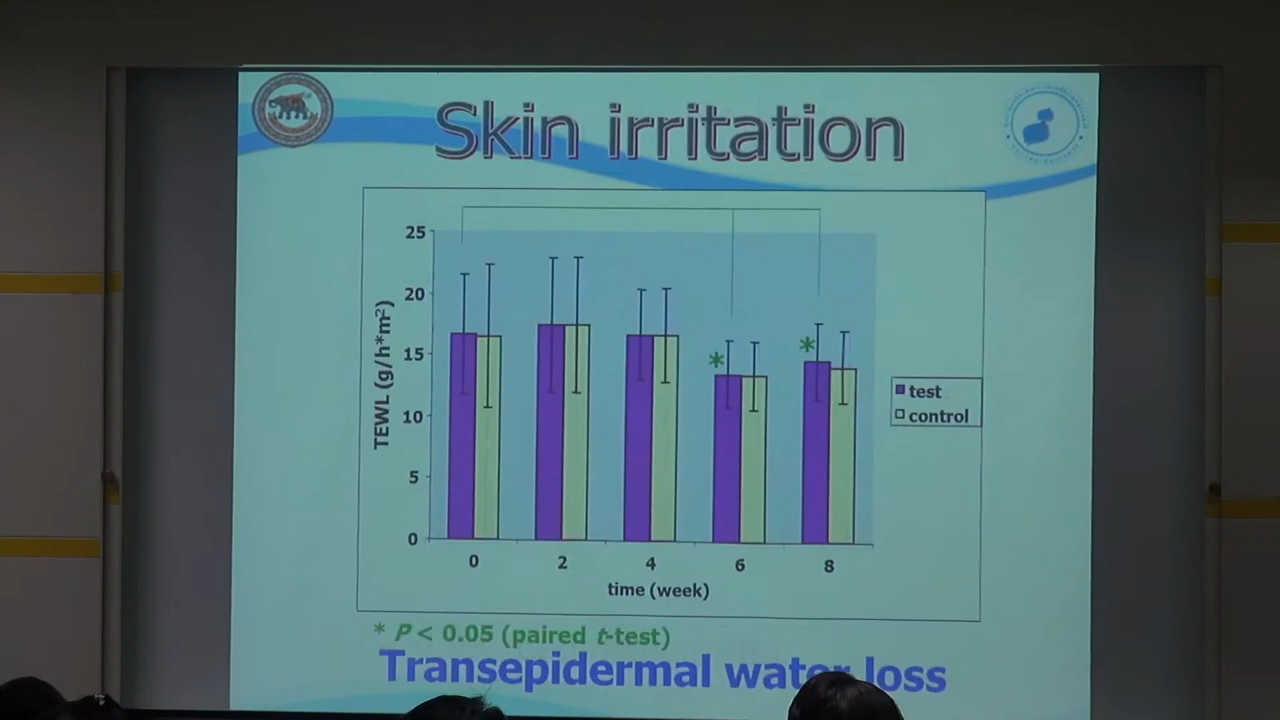 Skin irritation
25
20
15
10
5
0
TEWL (g/h*m²)
*
*
0 2 4 6 8
time (week)
test
control
* P < 0.05 (paired t-test)
Transepidermal water loss